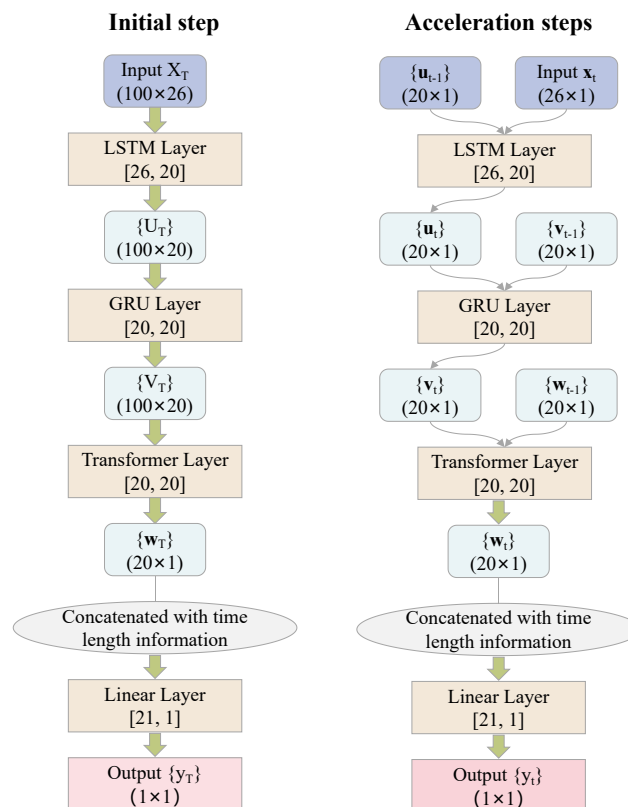 Initial step
Input X_T
(100×26)
LSTM Layer
[26, 20]
{U_T}
(100×20)
GRU Layer
[20, 20]
{V_T}
(100×20)
Transformer Layer
[20, 20]
{w_T}
(20×1)
Concatenated with time
length information
Linear Layer
[21, 1]
Output {y_T}
(1×1)
Acceleration steps
{u_t-1}
(20×1)
Input x_t
(26×1)
LSTM Layer
[26, 20]
{u_t}
(20×1)
{v_t-1}
(20×1)
GRU Layer
[20, 20]
{v_t}
(20×1)
{w_t-1}
(20×1)
Transformer Layer
[20, 20]
{w_t}
(20×1)
Concatenated with time
length information
Linear Layer
[21, 1]
Output {y_t}
(1×1)